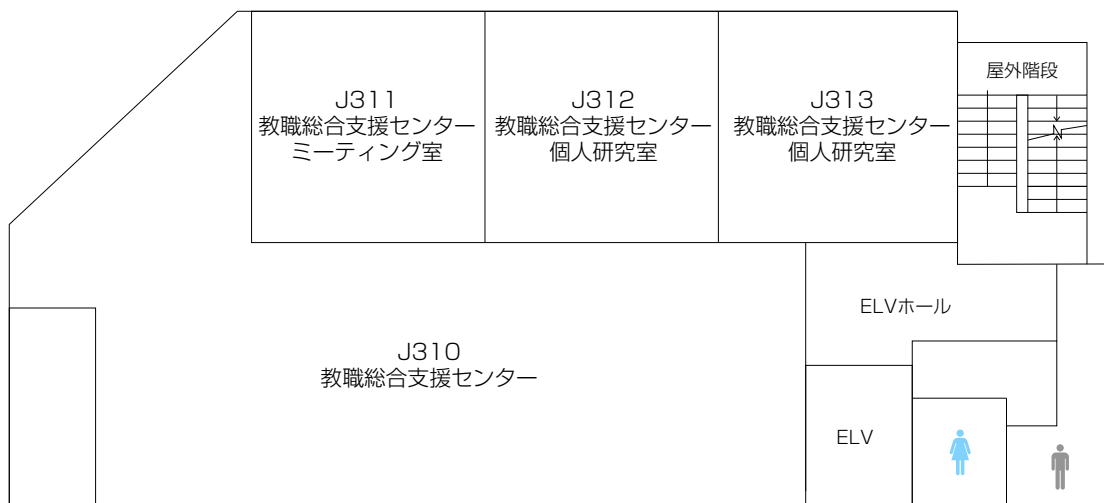 J311
教職総合支援センター
ミーティング室
J312
教職総合支援センター
個人研究室
J313
教職総合支援センター
個人研究室
屋外階段
N
ELVホール
J310
教職総合支援センター
ELV